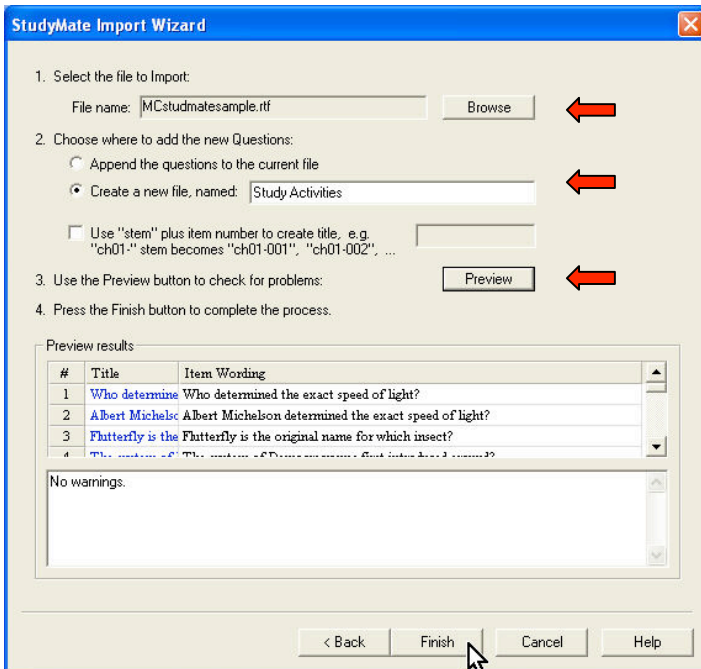 StudyMate Import Wizard
1. Select the file to Import:
File name: MCstudmatesample.rtf Browse
2. Choose where to add the new Questions:
Append the questions to the current file
Create a new file, named: Study Activities
Use "stem" plus item number to create title, e.g.
"ch01-" stem becomes "ch01-001", "ch01-002", ...
3. Use the Preview button to check for problems: Preview
4. Press the Finish button to complete the process.
Preview results
# Title Item Wording
1 Who determine Who determined the exact speed of light?
2 Albert Michelsc Albert Michelson determined the exact speed of light?
3 Flutterfly is the Flutterfly is the original name for which insect?
No warnings.
< Back Finish Cancel Help